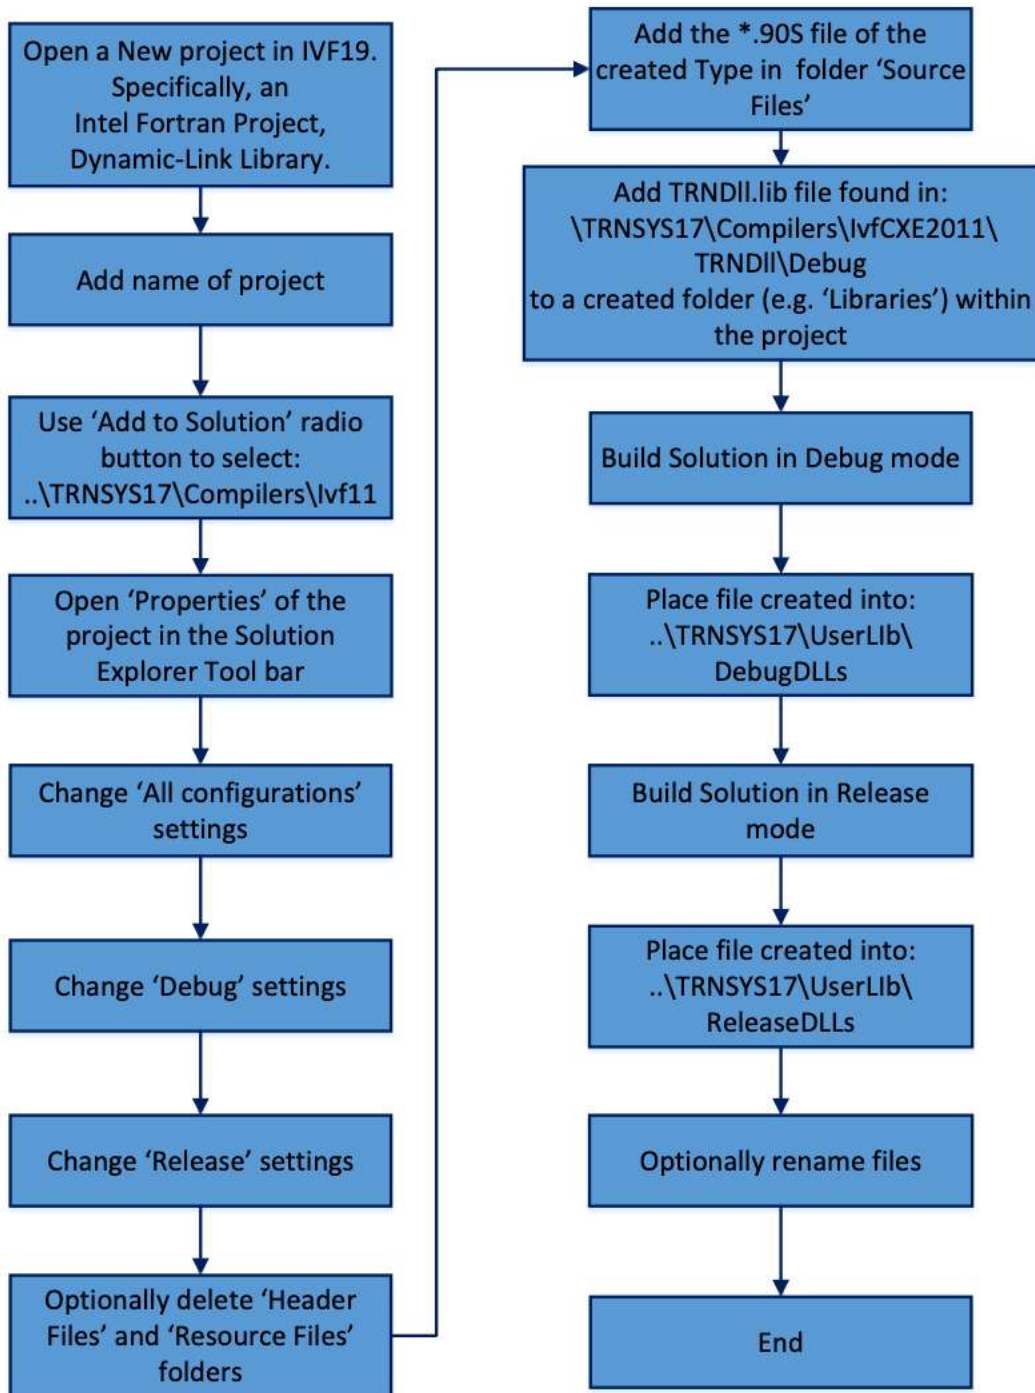 Open a New project in IVF19.
Specifically, an
Intel Fortran Project,
Dynamic-Link Library.
Add name of project
Use ‘Add to Solution’ radio
button to select:
..\TRNSYS17\Compilers\Ivf11
Open ‘Properties’ of the
project in the Solution
Explorer Tool bar
Change ‘All configurations’
settings
Change ‘Debug’ settings
Change ‘Release’ settings
Optionally delete ‘Header
Files’ and ‘Resource Files’
folders
Add the *.90S file of the
created Type in folder ‘Source
Files’
Add TRNDll.lib file found in:
\TRNSYS17\Compilers\IvfCXE2011\
TRNDll\Debug
to a created folder (e.g. ‘Libraries’) within
the project
Build Solution in Debug mode
Place file created into:
..\TRNSYS17\UserLIb\
DebugDLLs
Build Solution in Release
mode
Place file created into:
..\TRNSYS17\UserLIb\
ReleaseDLLs
Optionally rename files
End